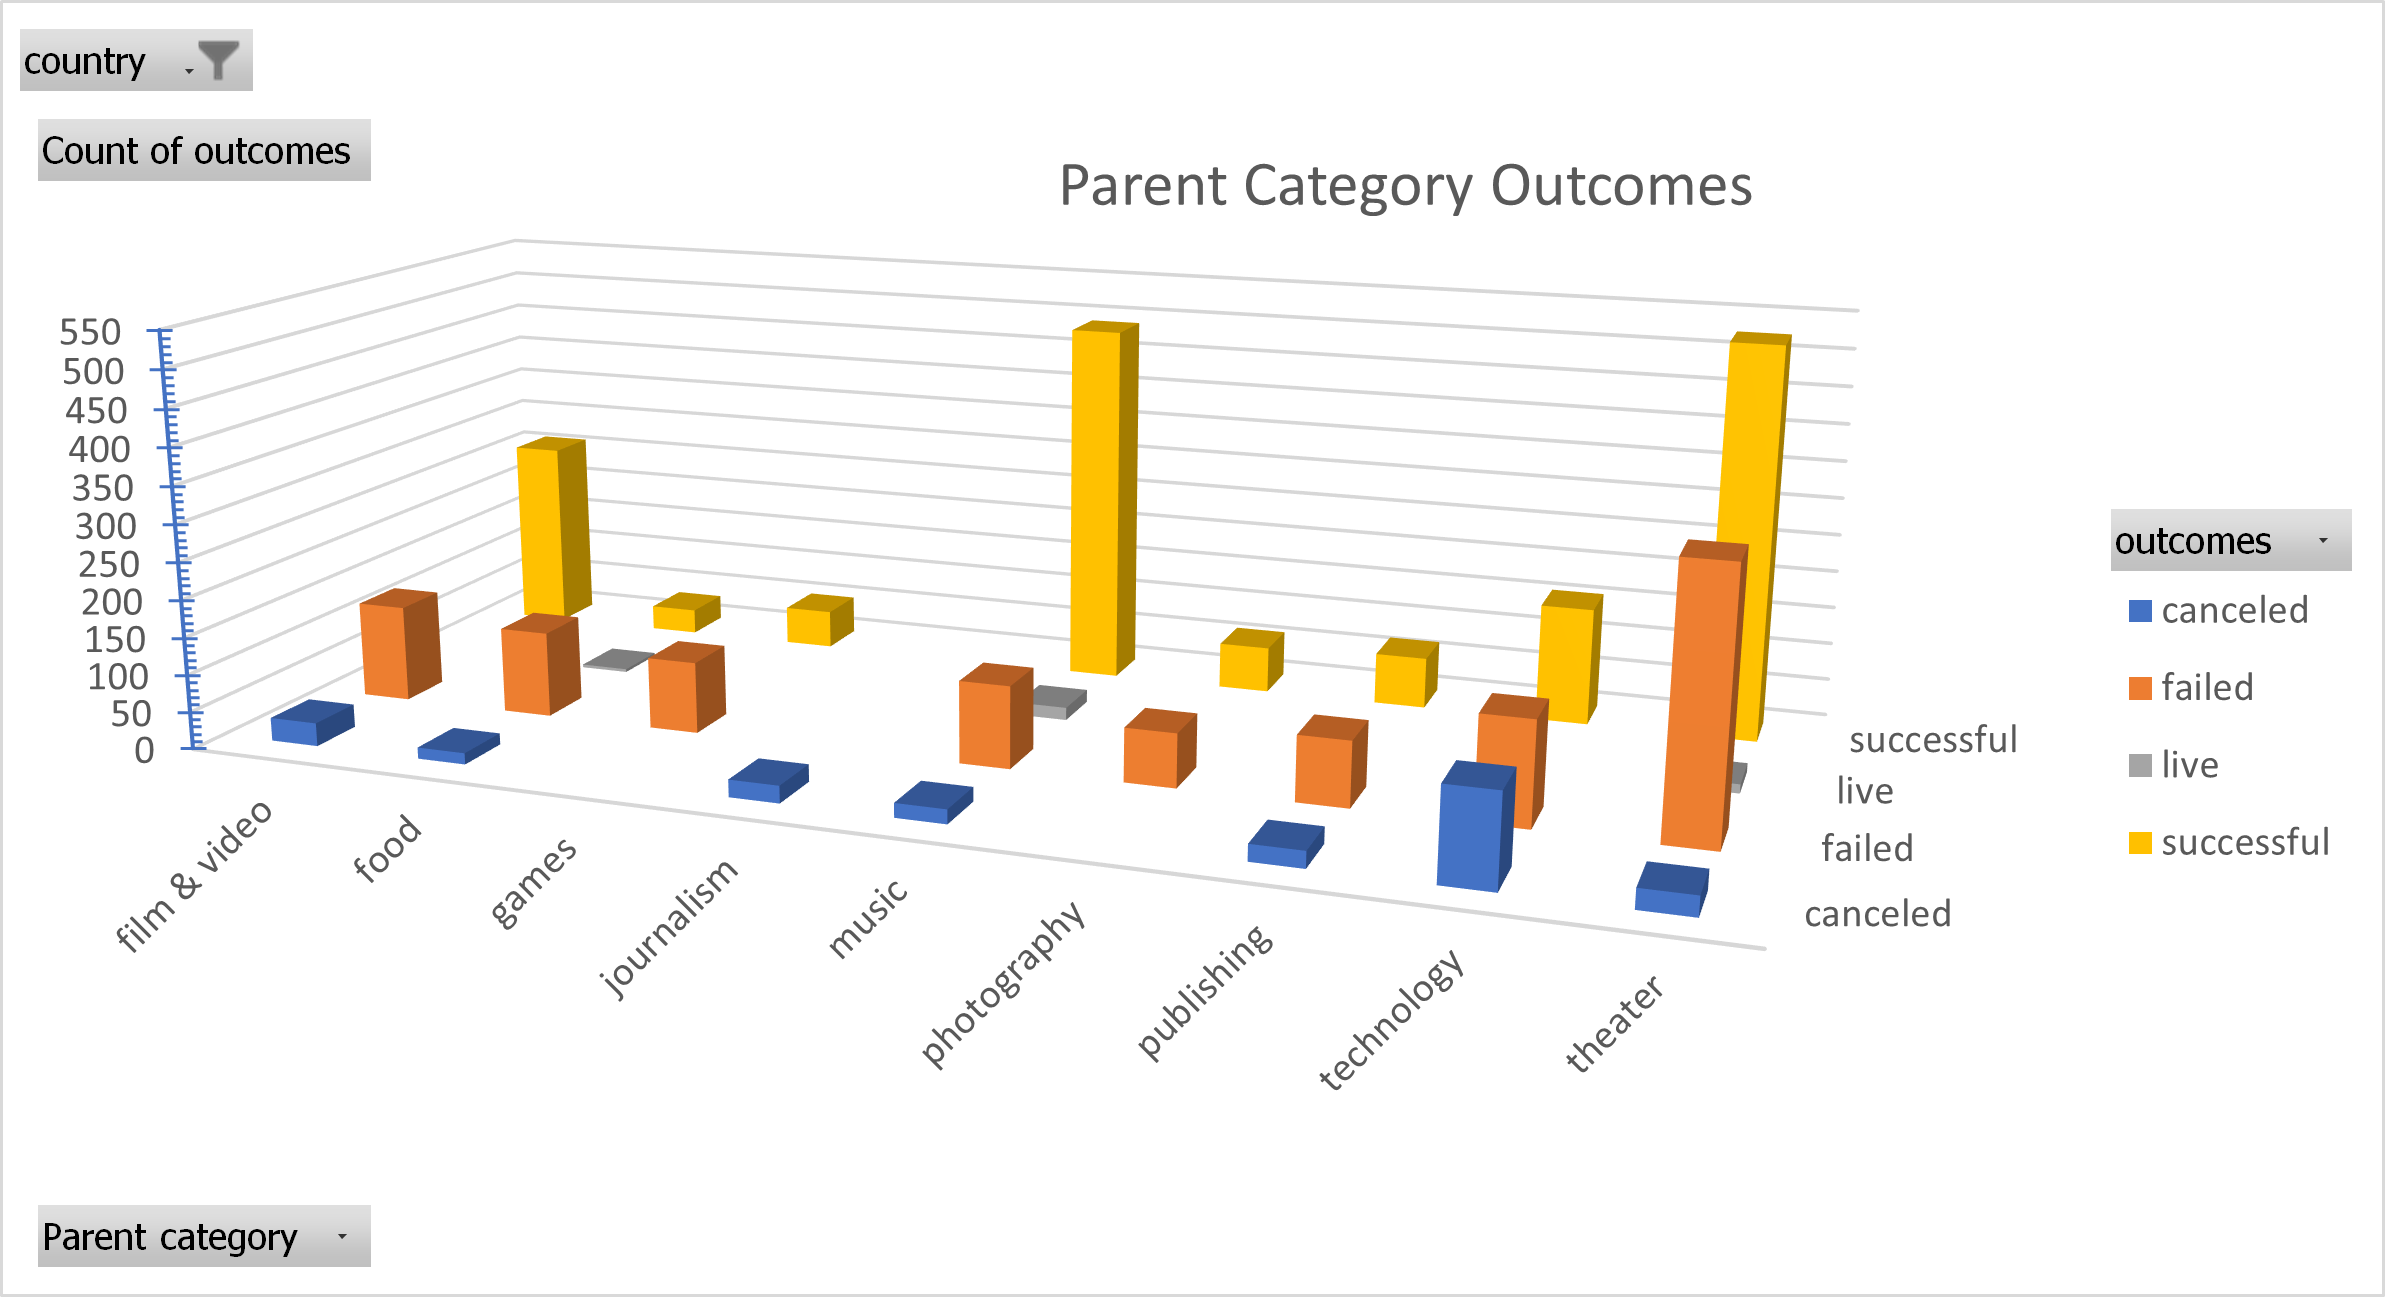 country
Count of outcomes
Parent Category Outcomes
550
500
450
400
350
300
250
200
150
100
50
0
film & video
food
games
journalism
music
photography
publishing
technology
theater
successful
live
failed
canceled
outcomes
canceled
failed
live
successful
Parent category